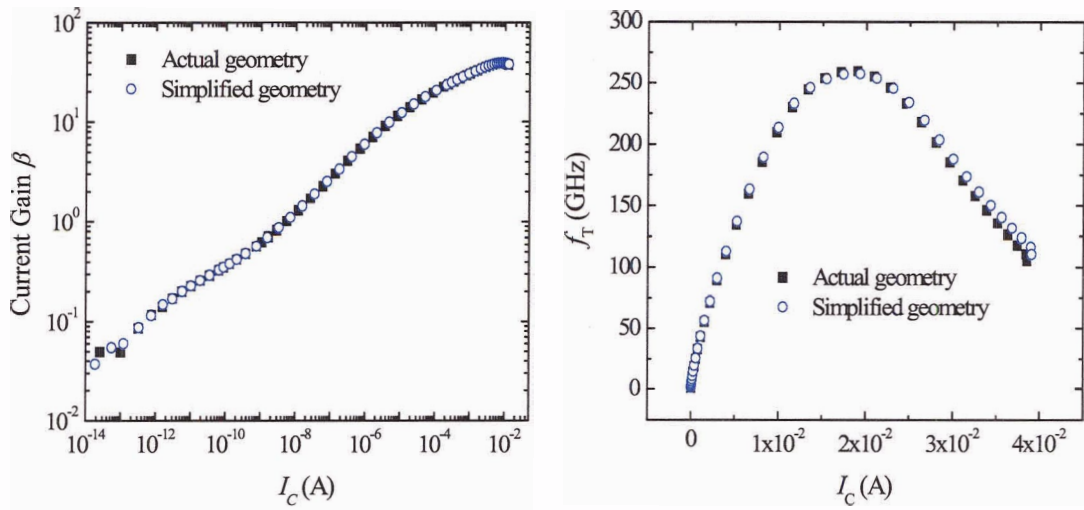 10^2
10^1
10^0
10^-1
10^-2
Current Gain β
Actual geometry
Simplified geometry
10^-14
10^-12
10^-10
10^-8
10^-6
10^-4
10^-2
I_C (A)
300
250
200
150
100
50
0
f_T (GHz)
Actual geometry
Simplified geometry
0
1x10^-2
2x10^-2
3x10^-2
4x10^-2
I_C (A)